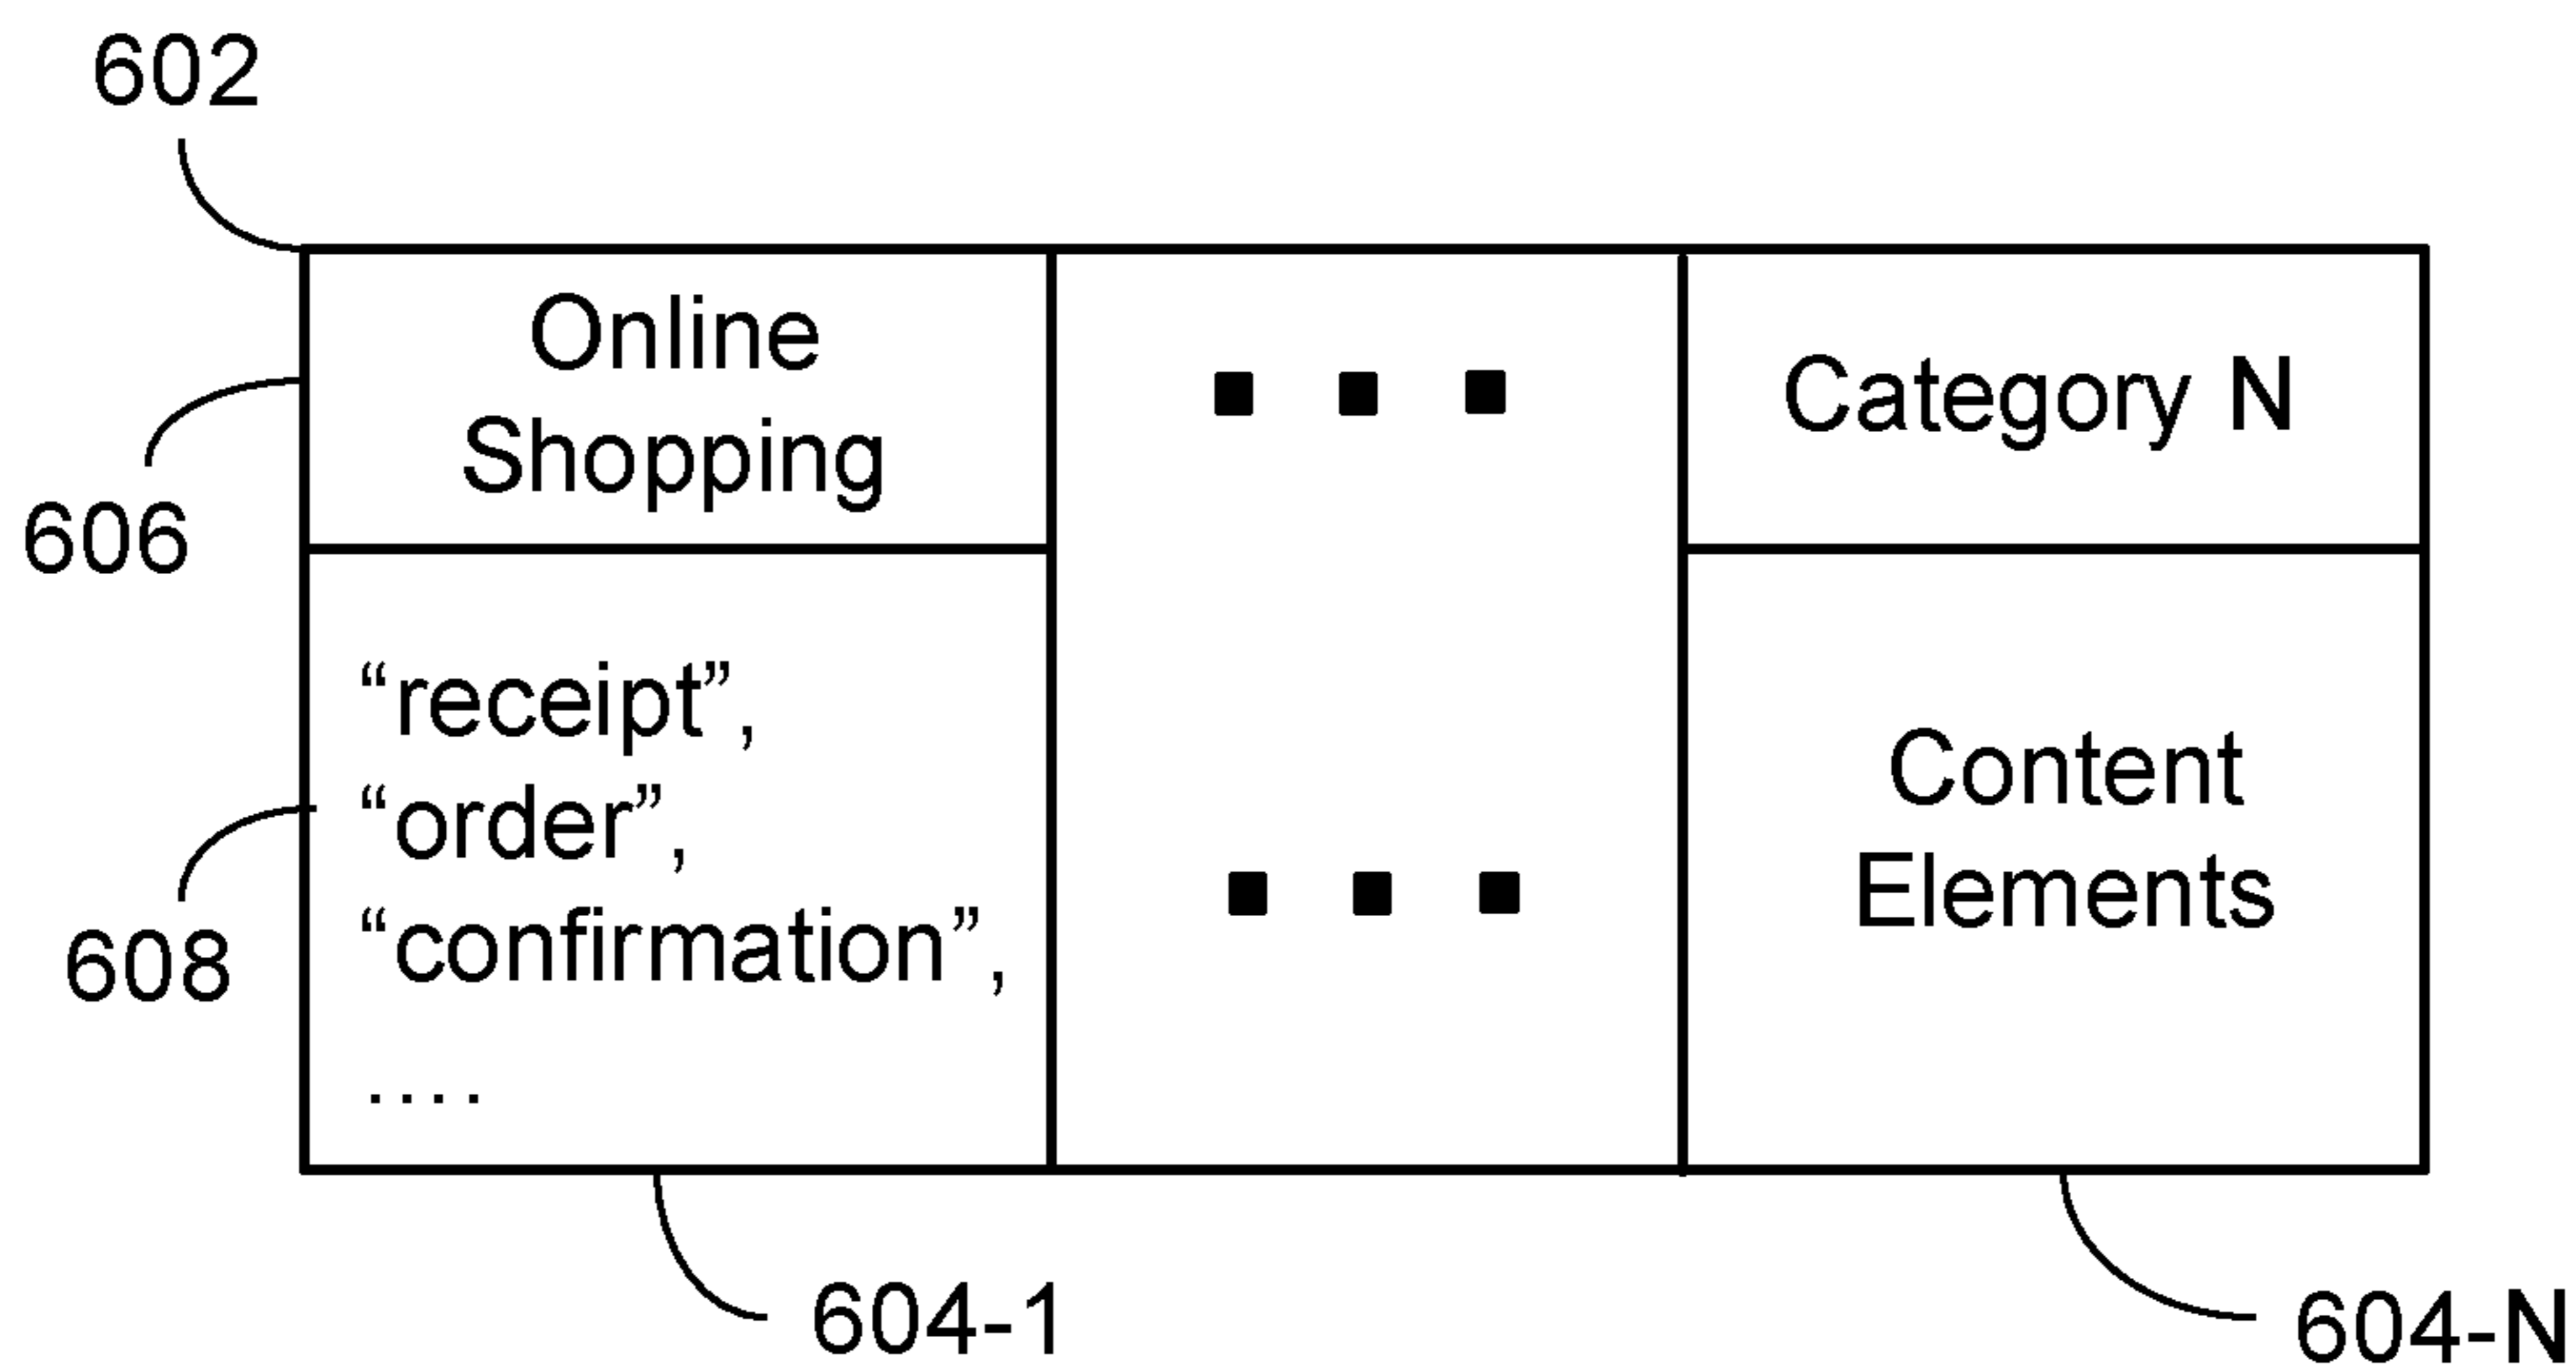 602
Online
Shopping
▪ ▪ ▪
Category N
606
“receipt”,
“order”,
“confirmation”,
....
▪ ▪ ▪
Content
Elements
608
604-1
604-N